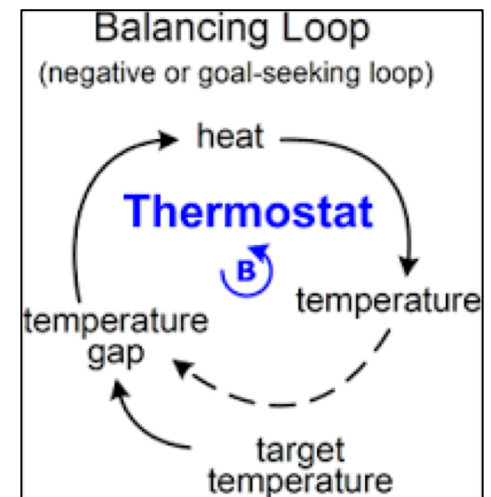 Balancing Loop
(negative or goal-seeking loop)
heat
Thermostat
B
temperature
temperature
gap
target
temperature